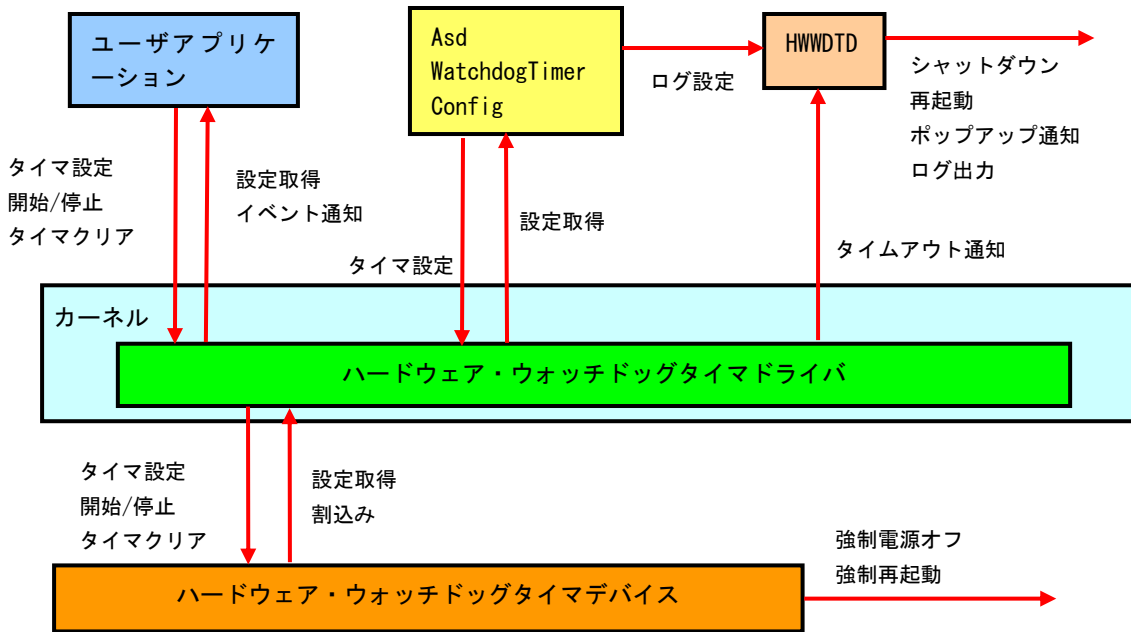 ユーザアプリケ
ーション
Asd
WatchdogTimer
Config
HWWDTD
ログ設定
シャットダウン
再起動
ポップアップ通知
ログ出力
タイマ設定
開始/停止
タイマクリア
設定取得
イベント通知
タイマ設定
設定取得
タイムアウト通知
カーネル
ハードウェア・ウォッチドッグタイマドライバ
タイマ設定
開始/停止
タイマクリア
設定取得
割込み
強制電源オフ
強制再起動
ハードウェア・ウォッチドッグタイマデバイス